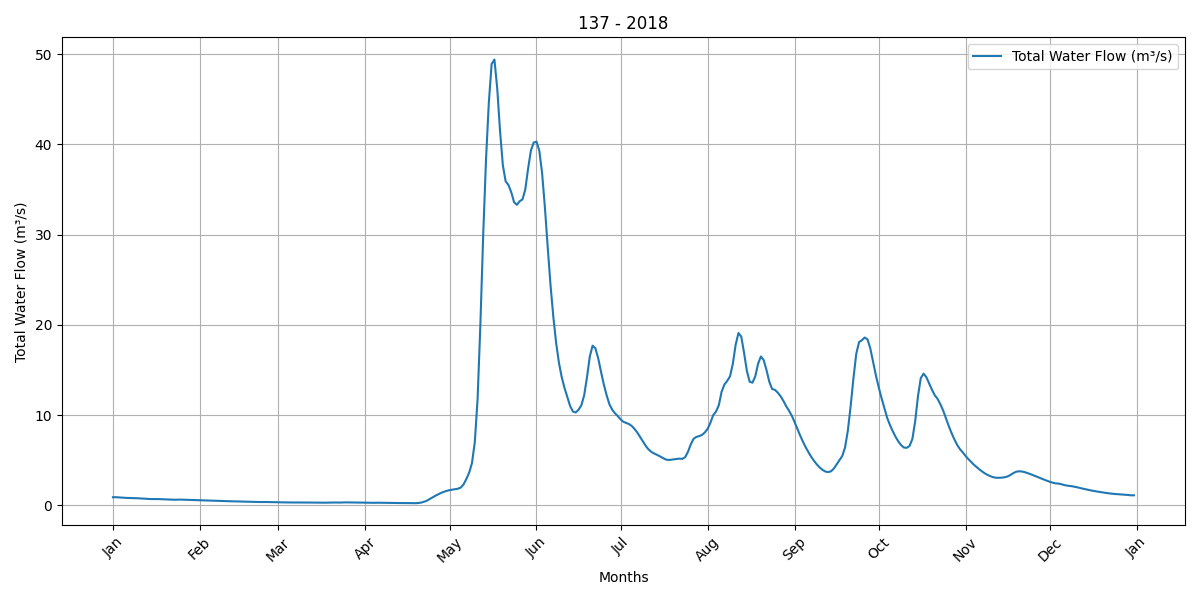 137 - 2018
Total Water Flow (m³/s)
50
40
30
20
10
0
Total Water Flow (m³/s)
Jan
Feb
Mar
Apr
May
Jun
Jul
Aug
Sep
Oct
Nov
Dec
Jan
Months